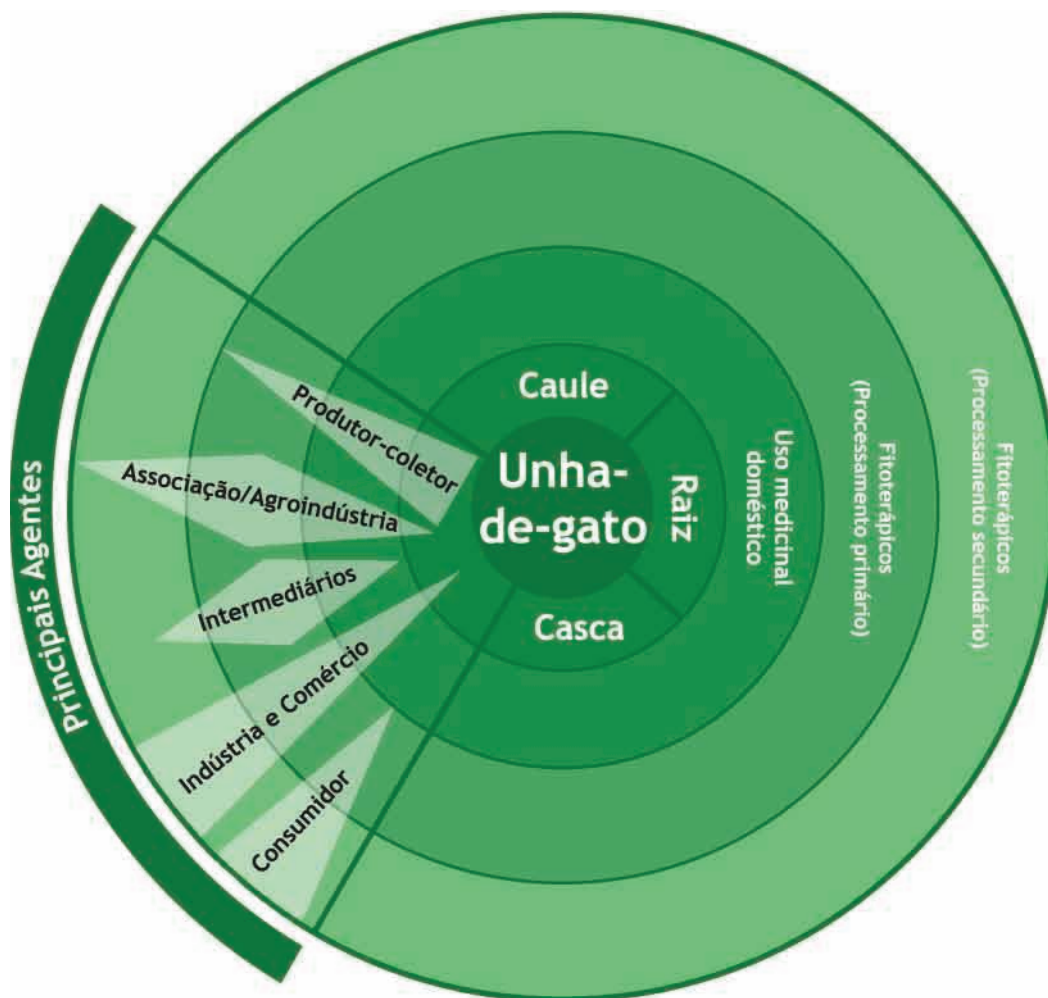 Caule
Unha-
de-gato
Raiz
Casca
Uso medicinal
doméstico
Fitoterápicos
(Processamento primário)
Fitoterápicos
(Processamento secundário)
Principais Agentes
Produtor-coletor
Associação/Agroindústria
Intermediários
Indústria e Comércio
Consumidor